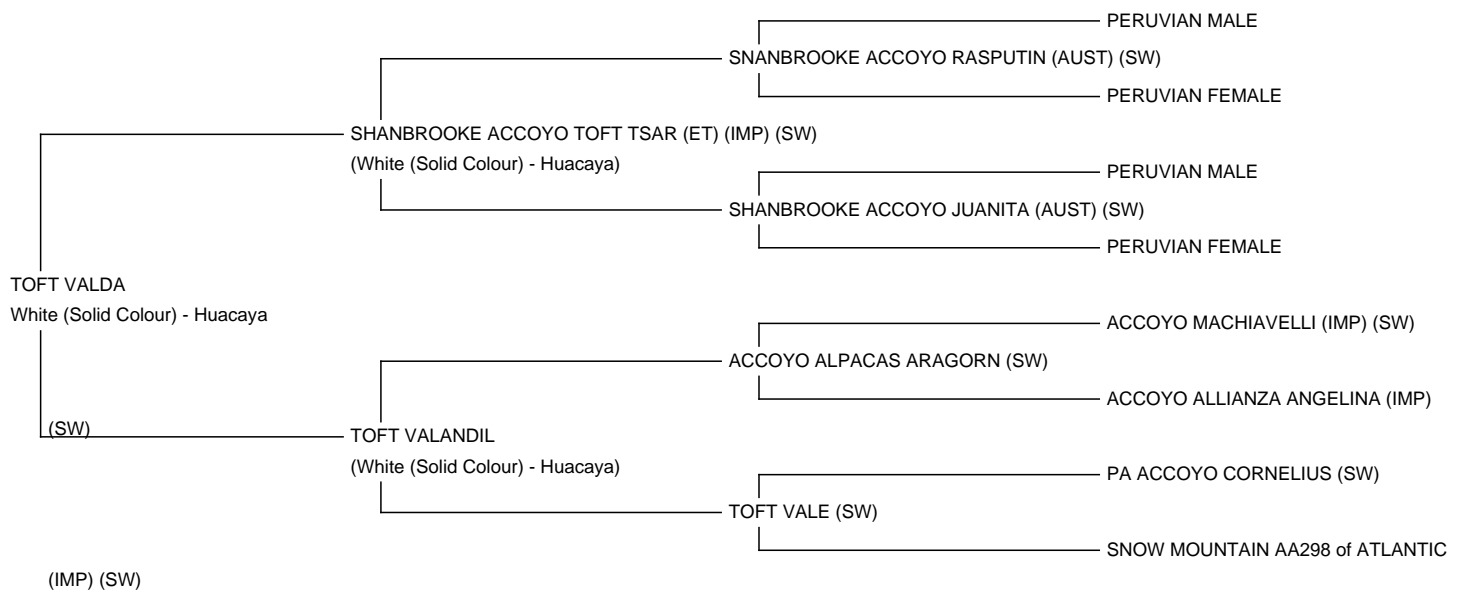 PERUVIAN MALE
SNANBROOKE ACCOYO RASPUTIN (AUST) (SW)
PERUVIAN FEMALE
SHANBROOKE ACCOYO TOFT TSAR (ET) (IMP) (SW)
(White (Solid Colour) - Huacaya)
PERUVIAN MALE
SHANBROOKE ACCOYO JUANITA (AUST) (SW)
PERUVIAN FEMALE
TOFT VALDA
White (Solid Colour) - Huacaya
ACCOYO MACHIAVELLI (IMP) (SW)
ACCOYO ALPACAS ARAGORN (SW)
ACCOYO ALLIANZA ANGELINA (IMP)
(SW)
TOFT VALANDIL
(White (Solid Colour) - Huacaya)
PA ACCOYO CORNELIUS (SW)
TOFT VALE (SW)
SNOW MOUNTAIN AA298 of ATLANTIC
(IMP) (SW)